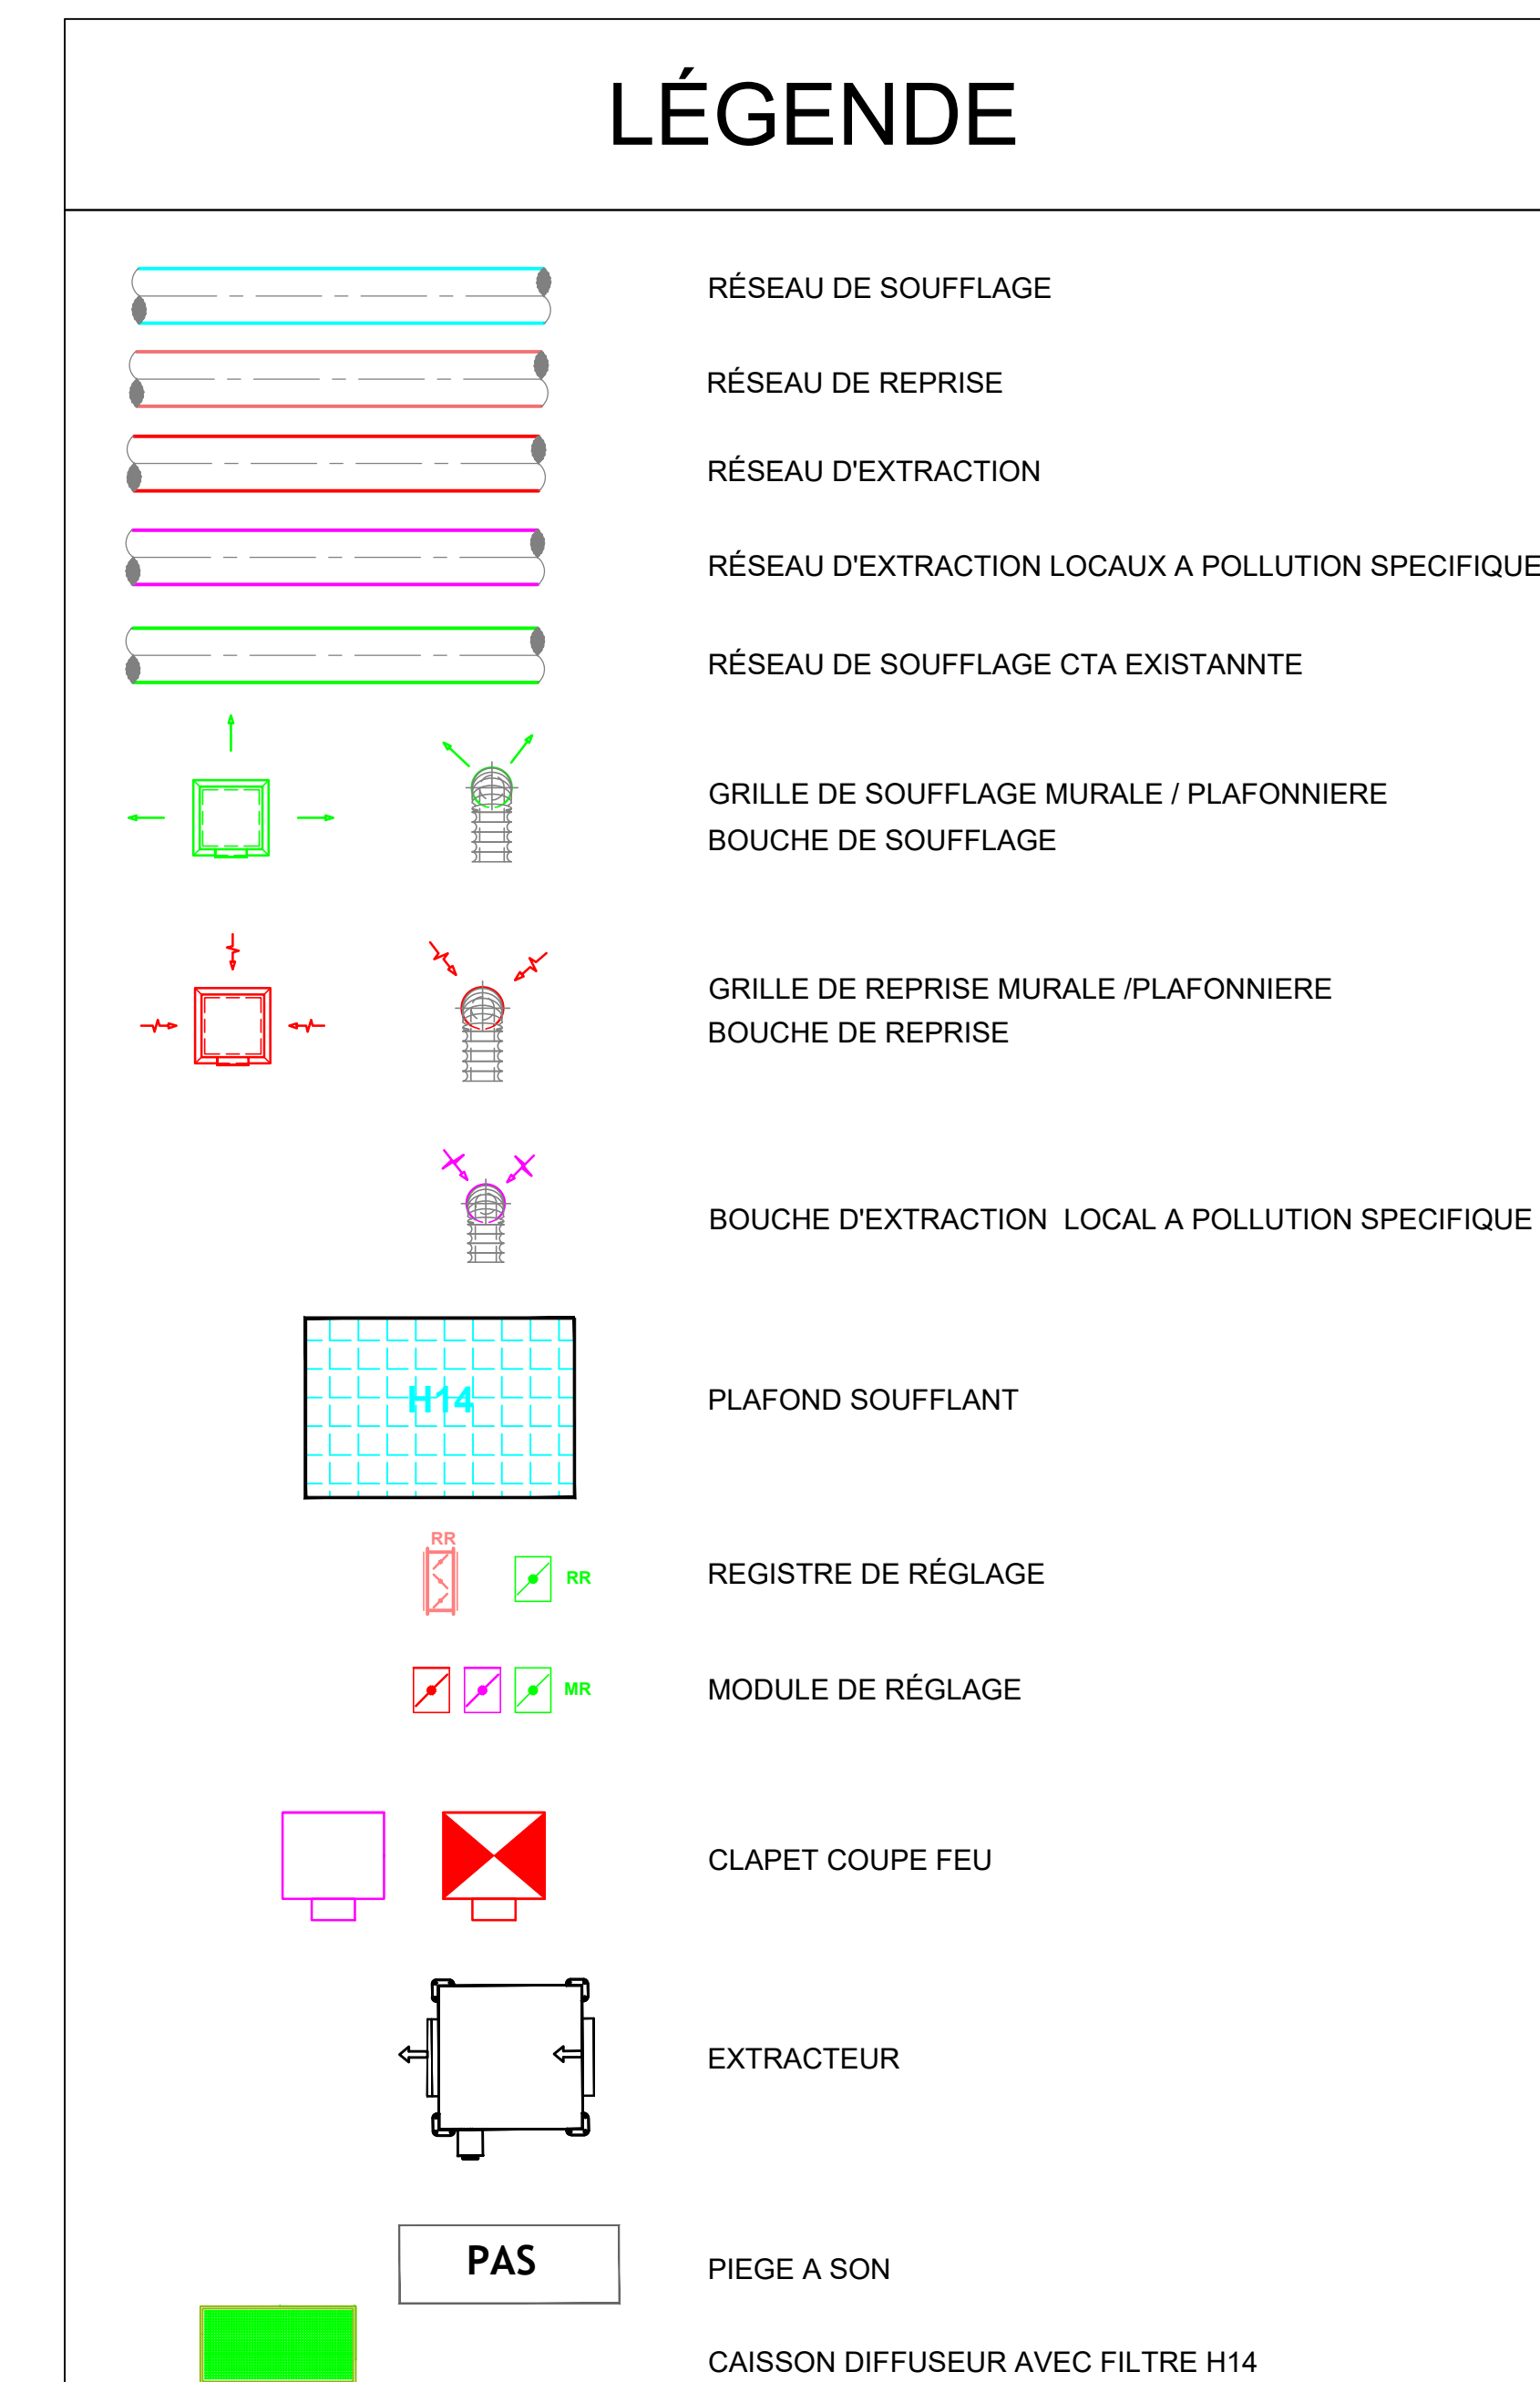 LÉGENDE
RÉSEAU DE SOUFFLAGE
RÉSEAU DE REPRISE
RÉSEAU D'EXTRACTION
RÉSEAU D'EXTRACTION LOCAUX A POLLUTION SPECIFIQUE
RÉSEAU DE SOUFFLAGE CTA EXISTANNTE
GRILLE DE SOUFFLAGE MURALE / PLAFONNIERE
BOUCHE DE SOUFFLAGE
GRILLE DE REPRISE MURALE /PLAFONNIERE
BOUCHE DE REPRISE
BOUCHE D'EXTRACTION  LOCAL A POLLUTION SPECIFIQUE
H14
PLAFOND SOUFFLANT
RR
RR
REGISTRE DE RÉGLAGE
MR
MODULE DE RÉGLAGE
CLAPET COUPE FEU
EXTRACTEUR
PAS
PIEGE A SON
CAISSON DIFFUSEUR AVEC FILTRE H14